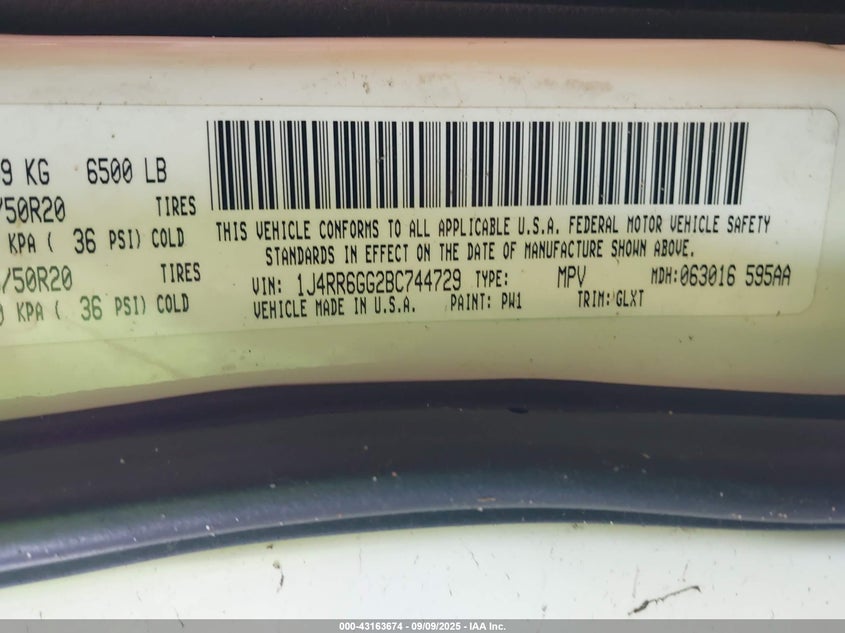 9 KG 6500 LB
/50R20 TIRES
KPA ( 36 PSI) COLD
/50R20 TIRES
KPA ( 36 PSI) COLD
THIS VEHICLE CONFORMS TO ALL APPLICABLE U.S.A. FEDERAL MOTOR VEHICLE SAFETY
STANDARDS IN EFFECT ON THE DATE OF MANUFACTURE SHOWN ABOVE.
VIN: 1J4RR6GG2BC744729 TYPE: MPV MDH: 063016 595AA
VEHICLE MADE IN U.S.A. PAINT: PW1 TRIM: GLXT
000-43163674 - 09/09/2025 - IAA Inc.